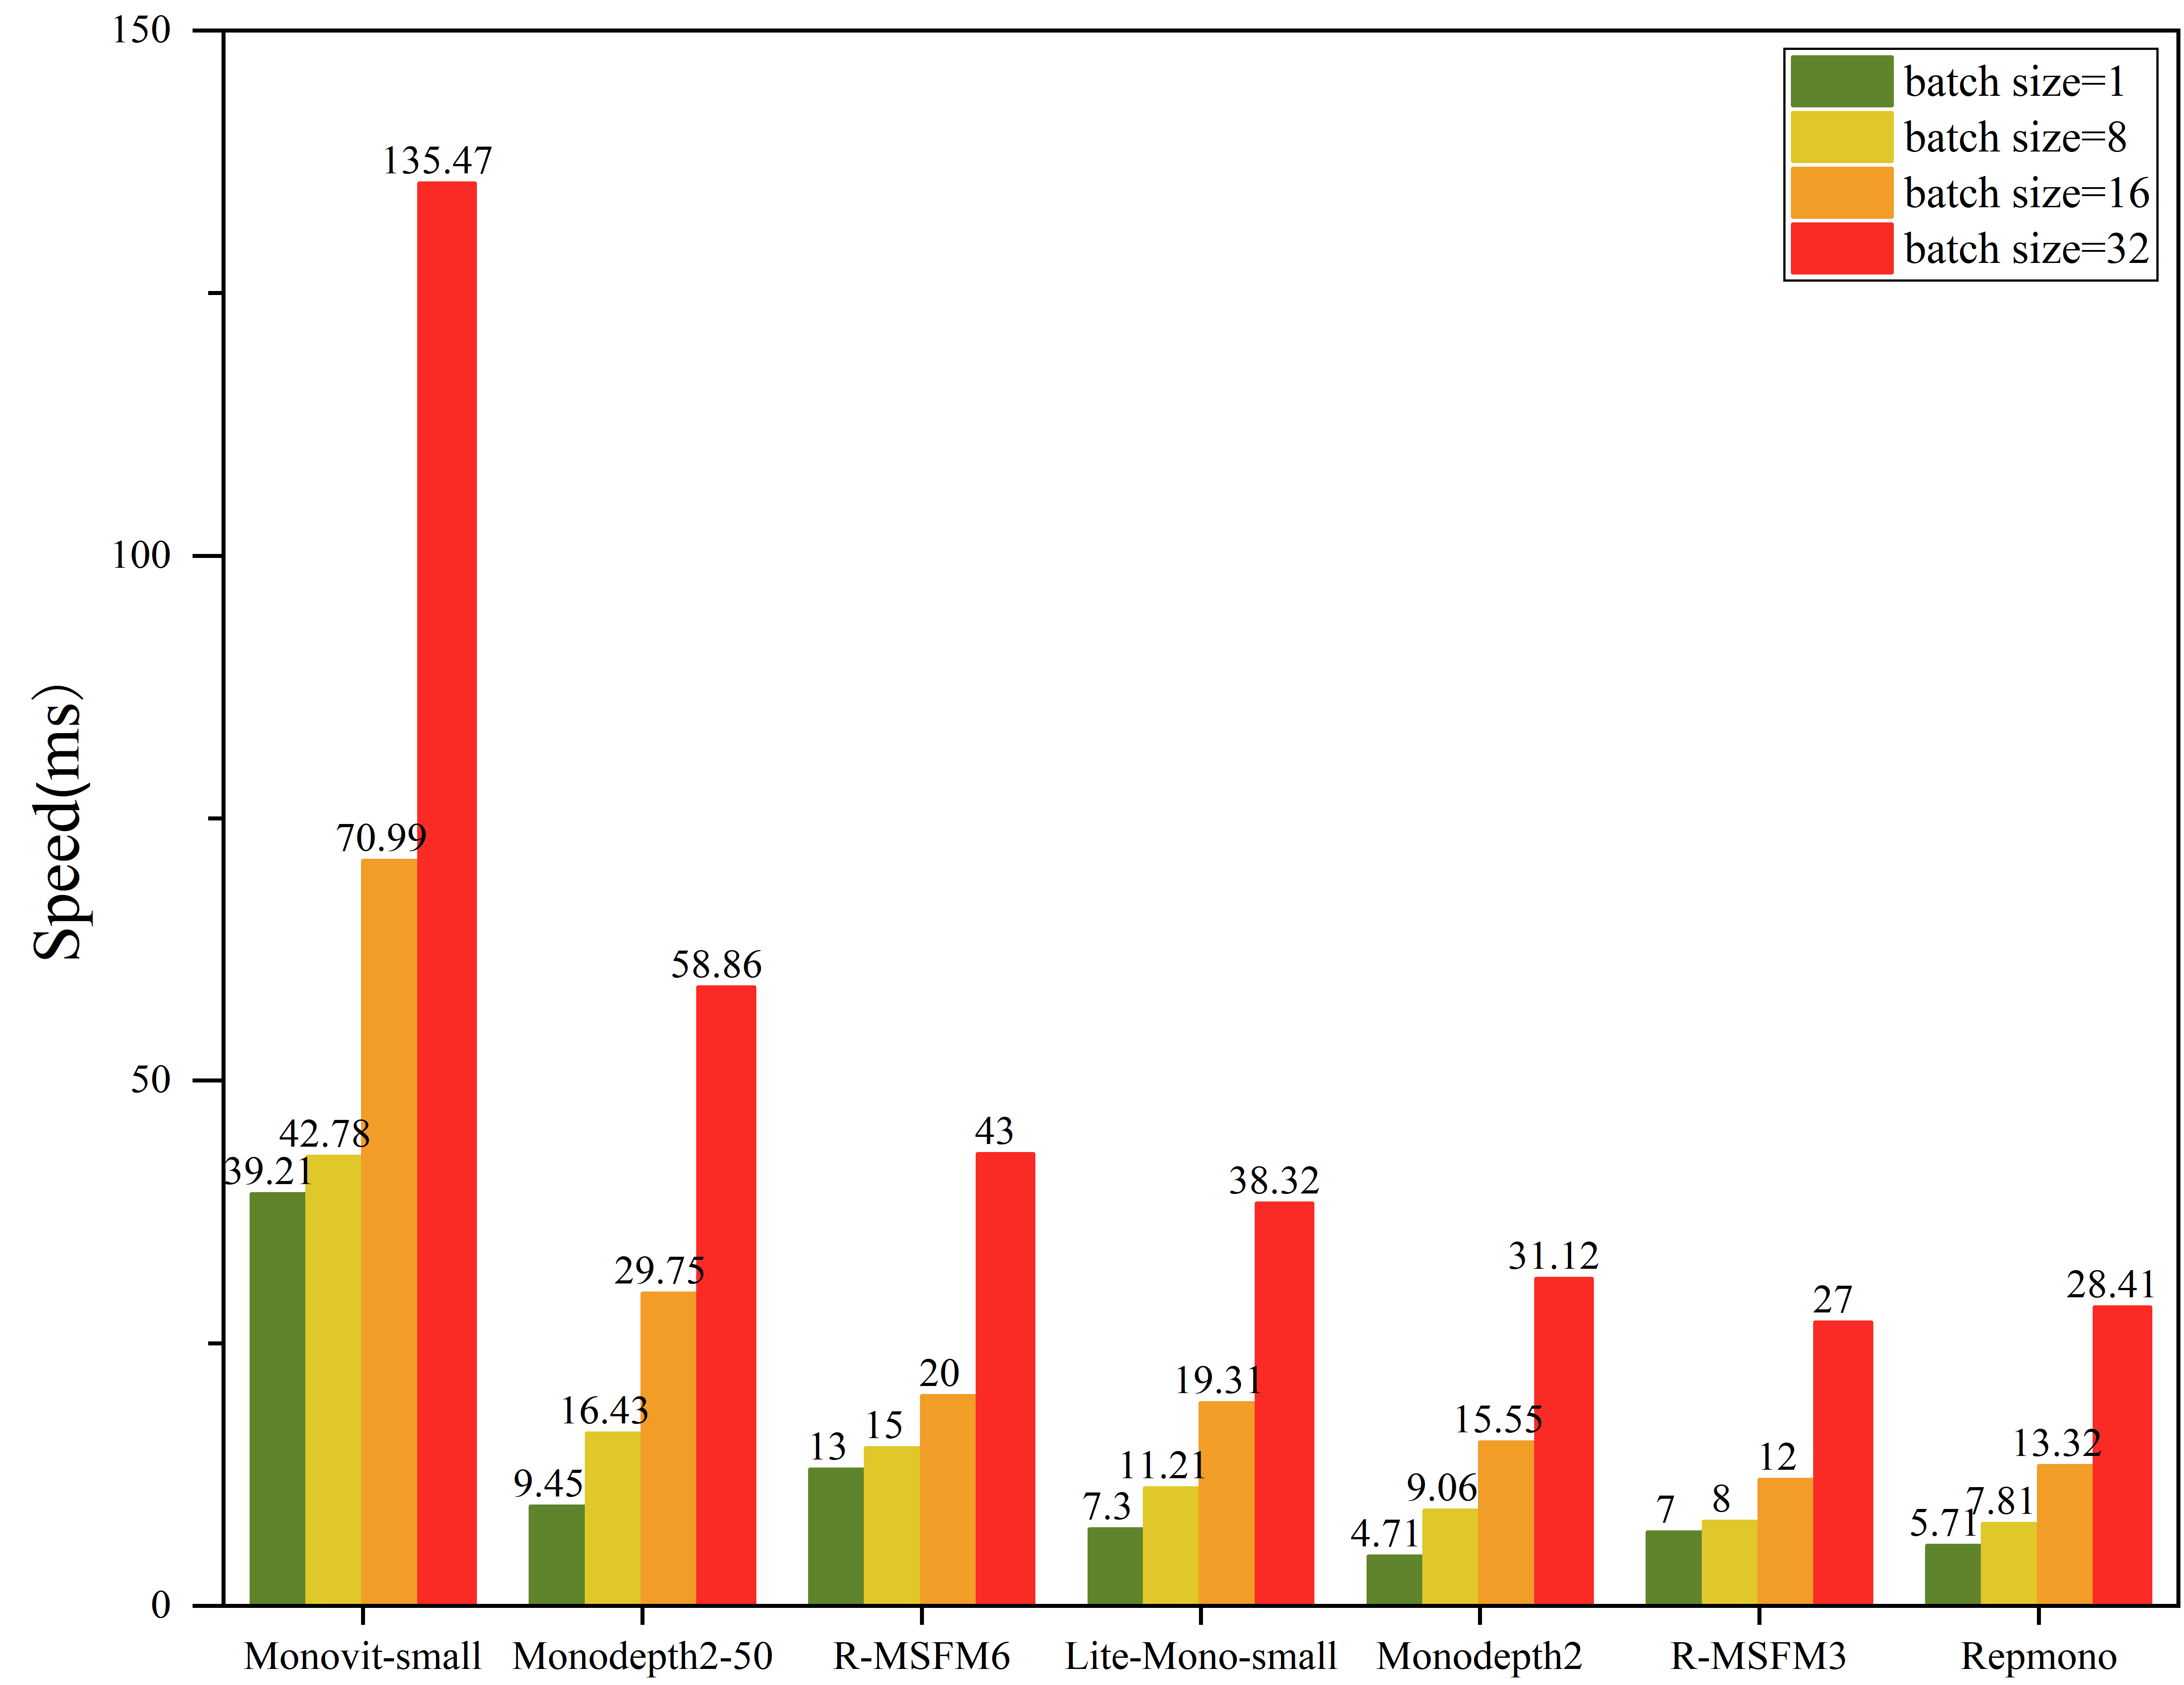 150
100
50
0
Speed(ms)
batch size=1
batch size=8
batch size=16
batch size=32
39.21
42.78
70.99
135.47
9.45
16.43
29.75
58.86
13
15
20
43
7.3
11.21
19.31
38.32
4.71
9.06
15.55
31.12
7
8
12
27
5.71
7.81
13.32
28.41
Monovit-small
Monodepth2-50
R-MSFM6
Lite-Mono-small
Monodepth2
R-MSFM3
Repmono